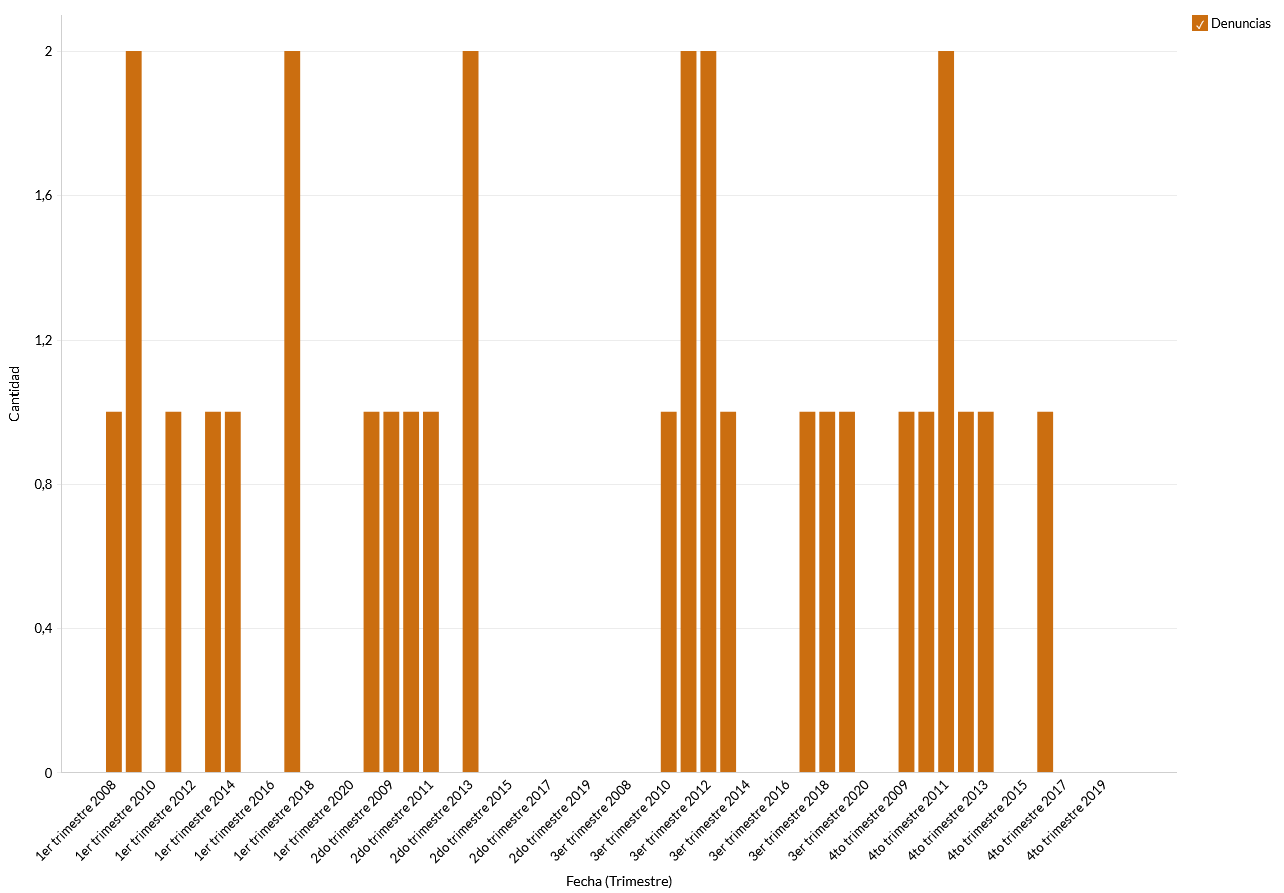 Denuncias
2
1,6
1,2
0,8
0,4
0
Cantidad
1er trimestre 2008
1er trimestre 2010
1er trimestre 2012
1er trimestre 2014
1er trimestre 2016
1er trimestre 2018
1er trimestre 2020
2do trimestre 2009
2do trimestre 2011
2do trimestre 2013
2do trimestre 2015
2do trimestre 2017
2do trimestre 2019
3er trimestre 2008
3er trimestre 2010
3er trimestre 2012
3er trimestre 2014
3er trimestre 2016
3er trimestre 2018
3er trimestre 2020
4to trimestre 2009
4to trimestre 2011
4to trimestre 2013
4to trimestre 2015
4to trimestre 2017
4to trimestre 2019
Fecha (Trimestre)